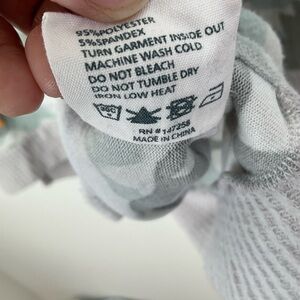 95%POLYESTER
5%SPANDEX
TURN GARMENT INSIDE OUT
MACHINE WASH COLD
DO NOT BLEACH
DO NOT TUMBLE DRY
IRON LOW HEAT
RN# 147258
MADE IN CHINA